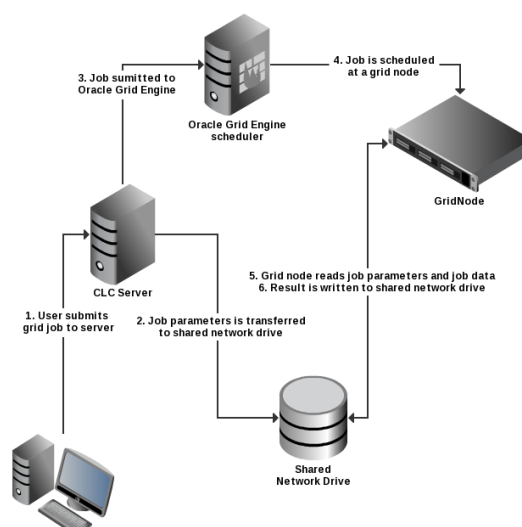 4. Job is scheduled
at a grid node
3. Job sumitted to
Oracle Grid Engine
Oracle Grid Engine
scheduler
GridNode
CLC Server
5. Grid node reads job parameters and job data
6. Result is written to shared network drive
1. User submits
grid job to server
2. Job parameters is transferred
to shared network drive
Shared
Network Drive